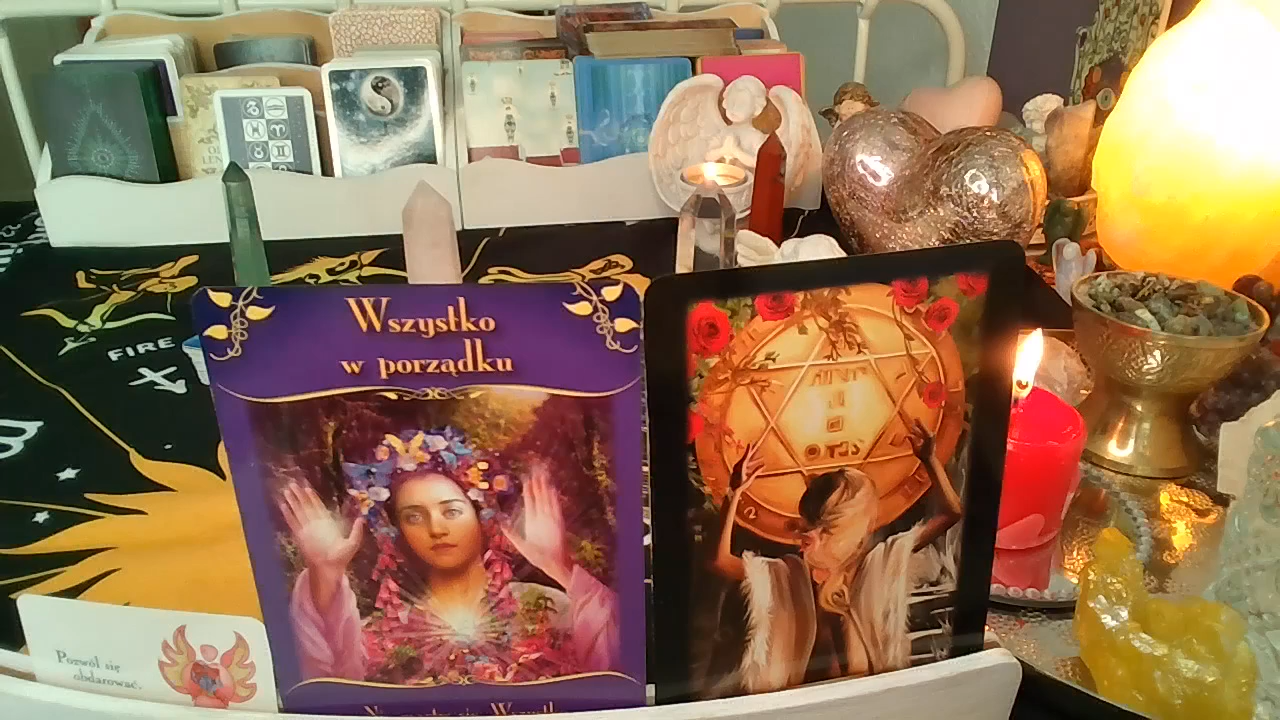 FIRE
Wszystko
w porządku
Pozwól się
obdarować.